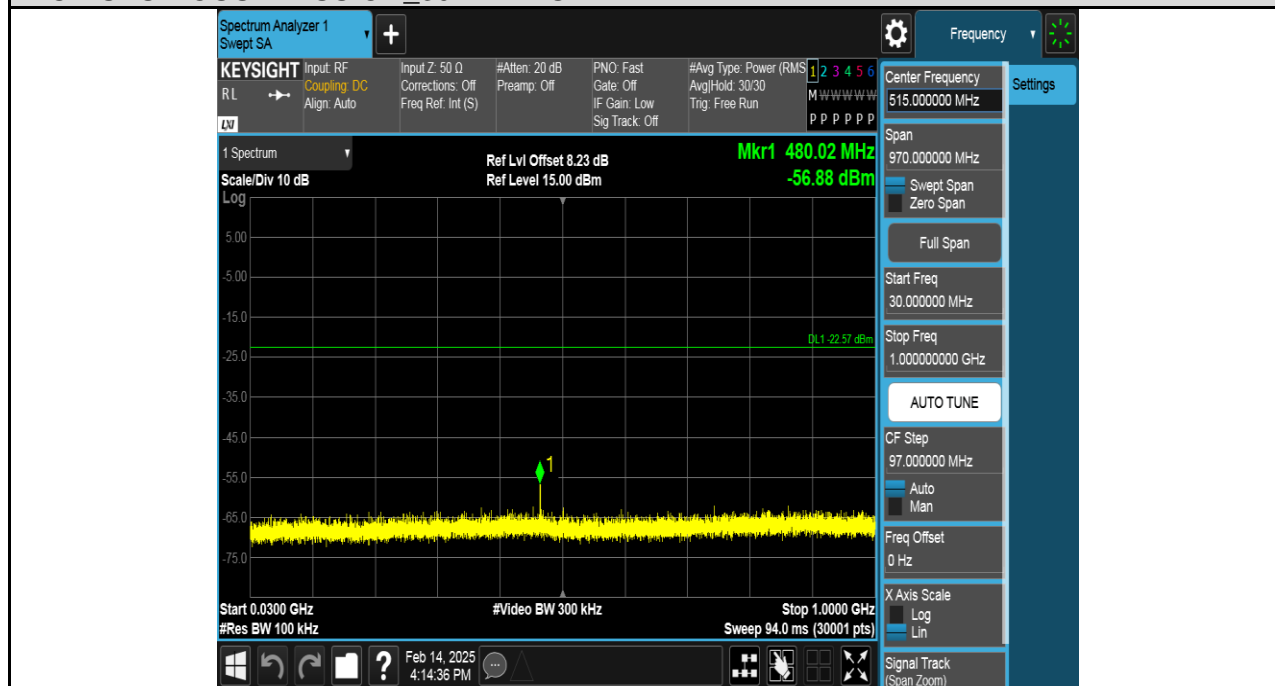 Spectrum Analyzer 1
Swept SA
+
Frequency
KEYSIGHT
RL
LXI
Input: RF
Coupling: DC
Align: Auto
Input Z: 50 Ω
Corrections: Off
Freq Ref: Int (S)
#Atten: 20 dB
Preamp: Off
PNO: Fast
Gate: Off
IF Gain: Low
Sig Track: Off
#Avg Type: Power (RMS
Avg|Hold: 30/30
Trig: Free Run
1 2 3 4 5 6
M W W W W W
P P P P P P
1 Spectrum
Scale/Div 10 dB
Log
Ref Lvl Offset 8.23 dB
Ref Level 15.00 dBm
Mkr1 480.02 MHz
-56.88 dBm
5.00
-5.00
-15.0
DL1 -22.57 dBm
-25.0
-35.0
-45.0
1
-55.0
-65.0
-75.0
Start 0.0300 GHz
#Res BW 100 kHz
#Video BW 300 kHz
Stop 1.0000 GHz
Sweep 94.0 ms (30001 pts)
?
Feb 14, 2025
4:14:36 PM
Center Frequency
515.000000 MHz
Settings
Span
970.000000 MHz
Swept Span
Zero Span
Full Span
Start Freq
30.000000 MHz
Stop Freq
1.000000000 GHz
AUTO TUNE
CF Step
97.000000 MHz
Auto
Man
Freq Offset
0 Hz
X Axis Scale
Log
Lin
Signal Track
(Span Zoom)